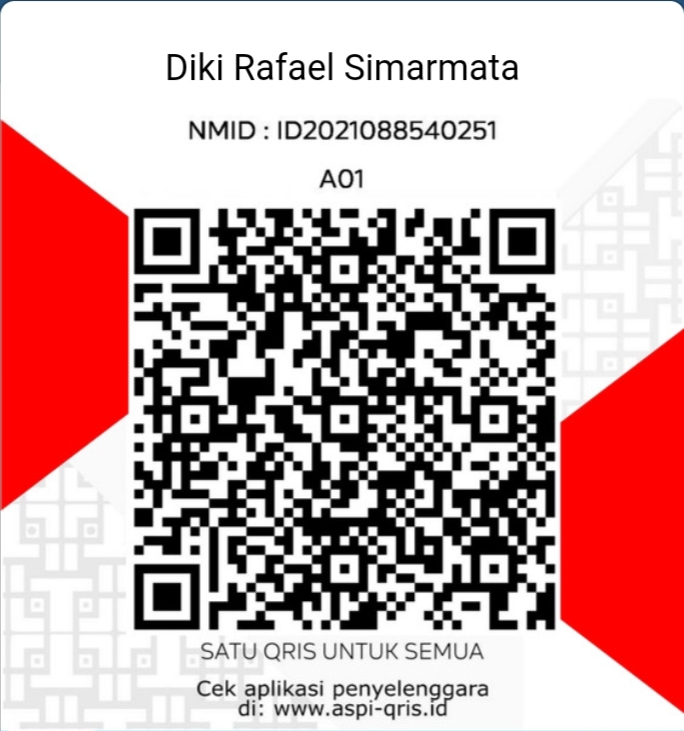 Diki Rafael Simarmata
NMID : ID2021088540251
A01
SATU QRIS UNTUK SEMUA
Cek aplikasi penyelenggara
di: www.aspi-qris.id